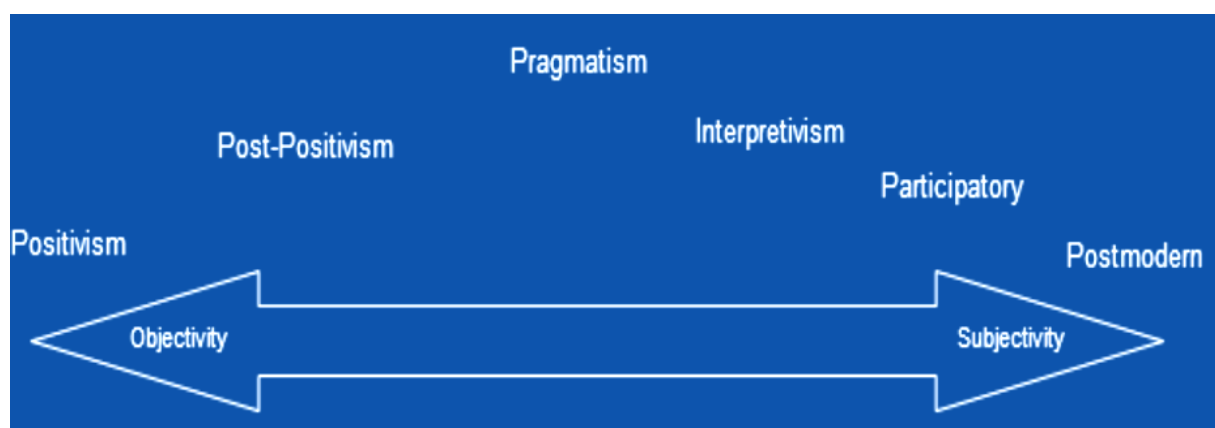 Pragmatism
Interpretivism
Post-Positivism
Participatory
Positivism
Postmodern
Objectivity
Subjectivity